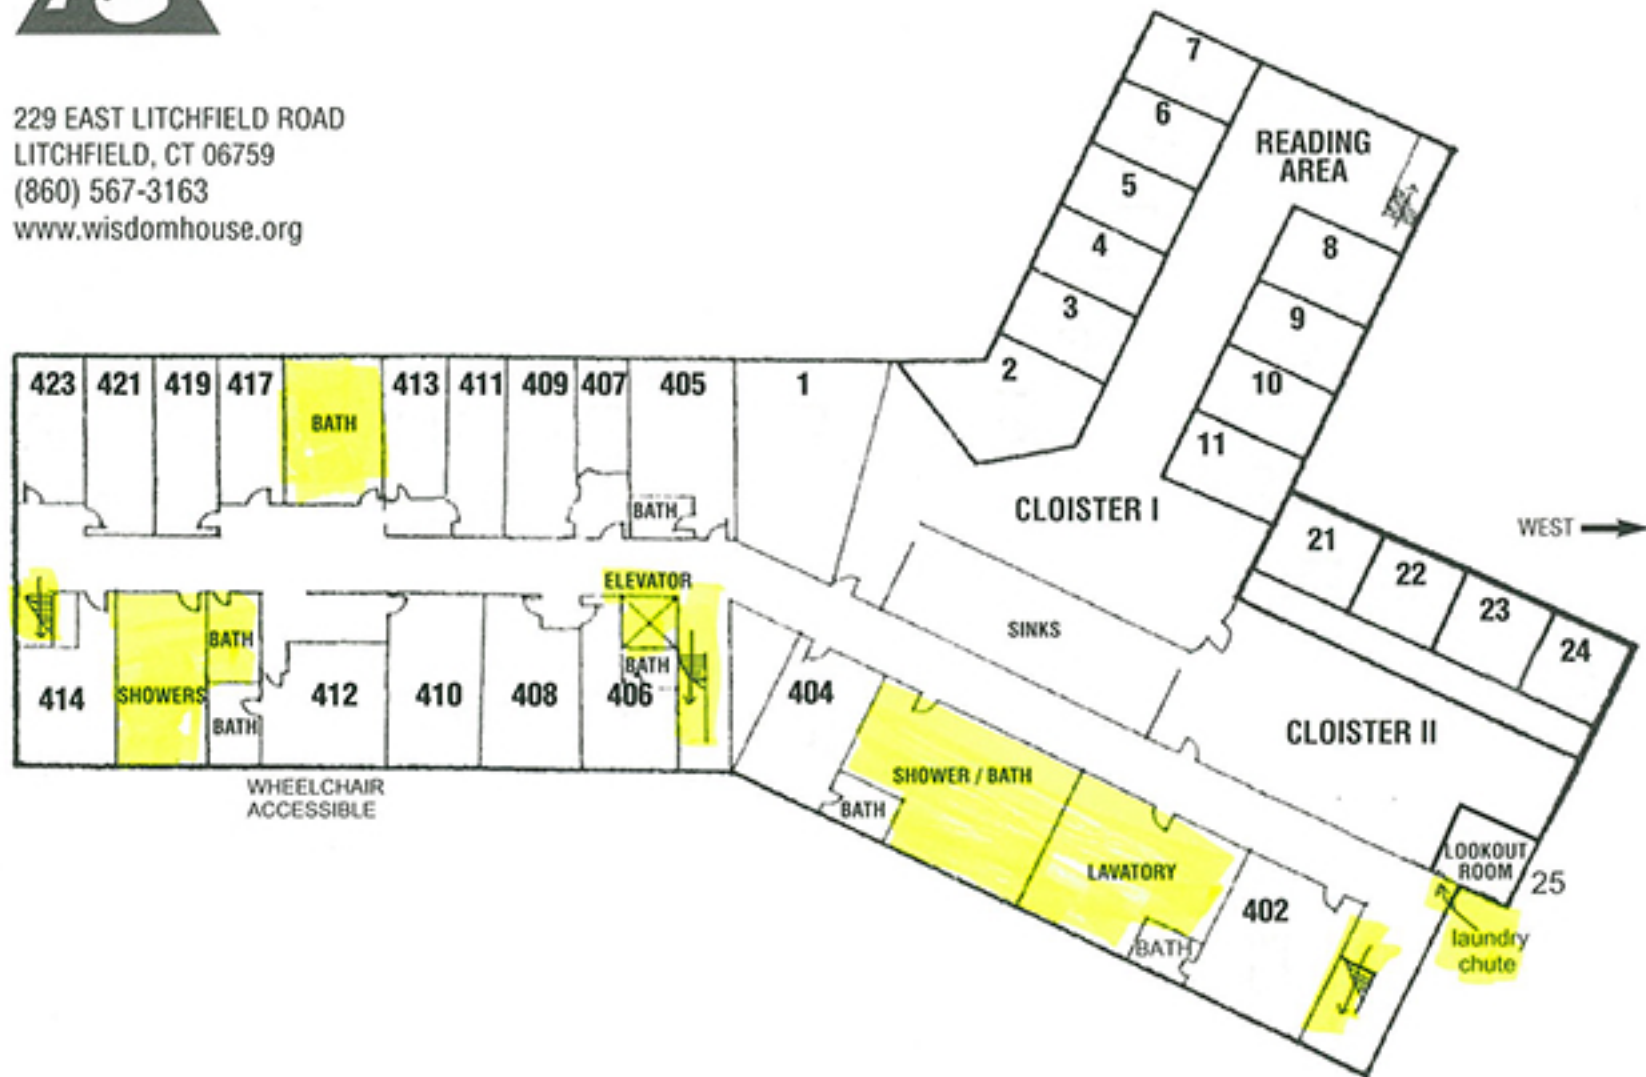 229 EAST LITCHFIELD ROAD
LITCHFIELD, CT 06759
(860) 567-3163
www.wisdomhouse.org
7
6
5
4
3
2
READING
AREA
8
9
10
11
423
421
419
417
BATH
413
411
409
407
405
BATH
1
CLOISTER I
WEST
21
22
23
24
ELEVATOR
SINKS
414
SHOWERS
BATH
BATH
412
410
408
BATH
406
404
CLOISTER II
WHEELCHAIR
ACCESSIBLE
SHOWER / BATH
BATH
LAVATORY
BATH
402
LOOKOUT
ROOM
25
laundry
chute